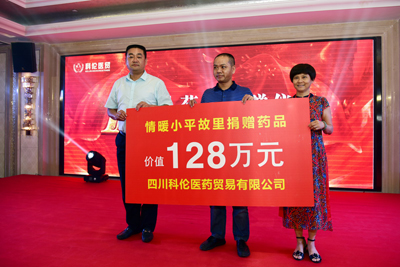 科伦医贸
情暖小平故里捐赠药品
价值128万元
四川科伦医药贸易有限公司